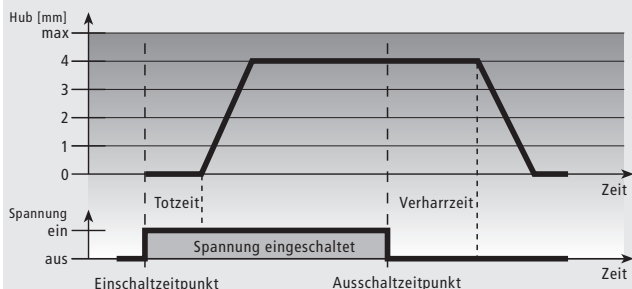 Hub [mm]
max
4
3
2
1
0
Zeit
Totzeit
Verharrzeit
Spannung
ein
Spannung eingeschaltet
aus
Zeit
Einschaltzeitpunkt
Ausschaltzeitpunkt